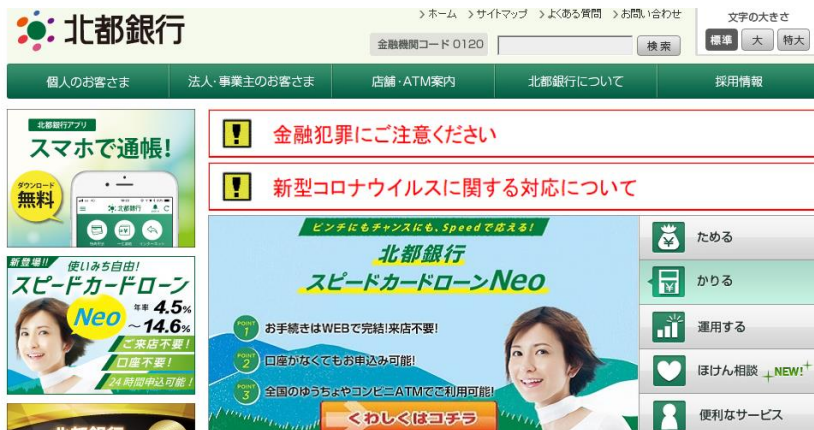 北都銀行
>ホーム >サイトマップ >よくある質問 >お問い合わせ
文字の大きさ
標準 大 特大
金融機関コード 0120
検索
個人のお客さま 法人・事業主のお客さま 店舗・ATM案内 北都銀行について 採用情報
北都銀行アプリ
スマホで通帳!
ダウンロード
無料
北都銀行
新登場!! 使いみち自由!
スピードカードローン
Neo
年率 4.5%
~14.6%
ご来店不要!
口座不要!
24時間申込可能!
金融犯罪にご注意ください
新型コロナウイルスに関する対応について
ピンチにもチャンスにも、Speedで応える!
北都銀行
スピードカードローンNeo
POINT 1 お手続きはWEBで完結!来店不要!
POINT 2 口座がなくてもお申込み可能!
POINT 3 全国のゆうちょやコンビニATMでご利用可能!
くわしくはコチラ
ためる
かりる
運用する
ほけん相談 NEW!
便利なサービス